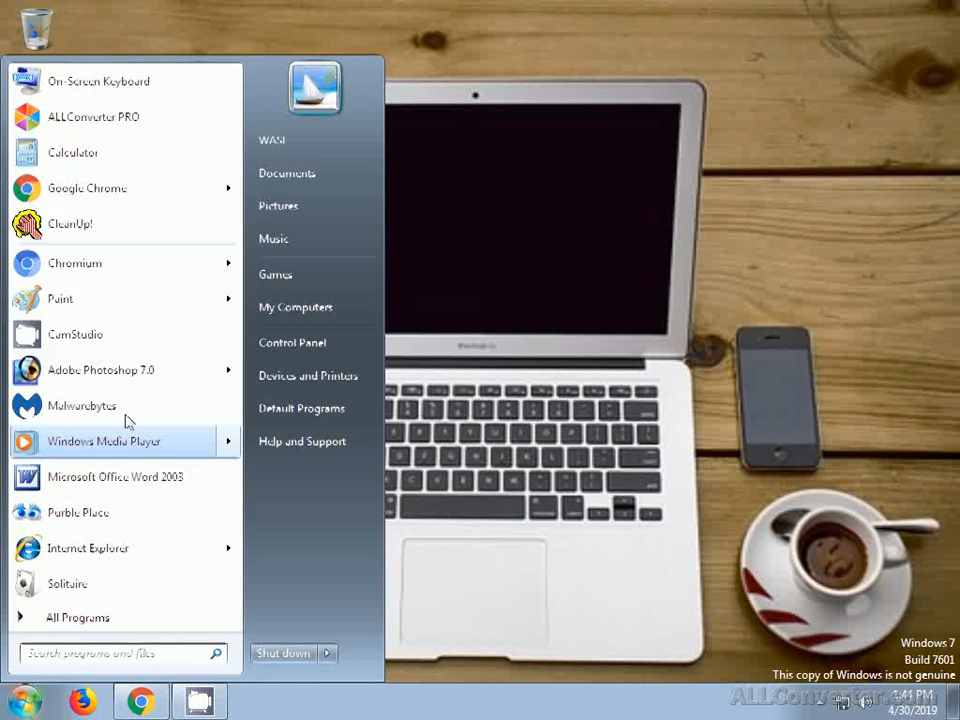 On-Screen Keyboard
ALLConverter PRO
Calculator
Google Chrome
CleanUp!
Chromium
Paint
CamStudio
Adobe Photoshop 7.0
Malwarebytes
Windows Media Player
Microsoft Office Word 2003
Purble Place
Internet Explorer
Solitaire
All Programs
Search programs and files
WASI
Documents
Pictures
Music
Games
My Computers
Control Panel
Devices and Printers
Default Programs
Help and Support
Shut down
Windows 7
Build 7601
This copy of Windows is not genuine
ALLConverter.com
4/30/2019